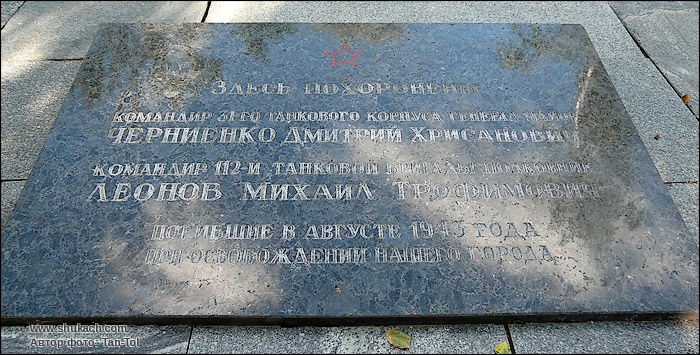 Здесь похоронены
командир 31-го танкового корпуса генерал майор
Черниенко Дмитрий Хрисанович
командир 112-й танковой бригады полковник
Леонов Михаил Трофимович
погибшие в августе 1943 года
при освобождении нашего города
www.shukach.com
Автор фото - Tan-Tol